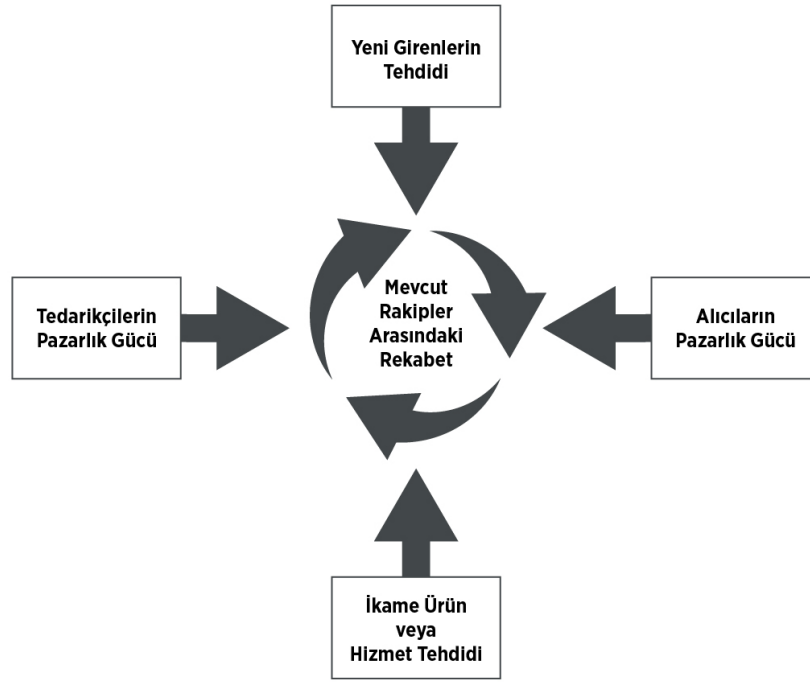 Yeni Girenlerin
Tehdidi
Tedarikçilerin
Pazarlık Gücü
Mevcut
Rakipler
Arasındaki
Rekabet
Alıcıların
Pazarlık Gücü
İkame Ürün
veya
Hizmet Tehdidi